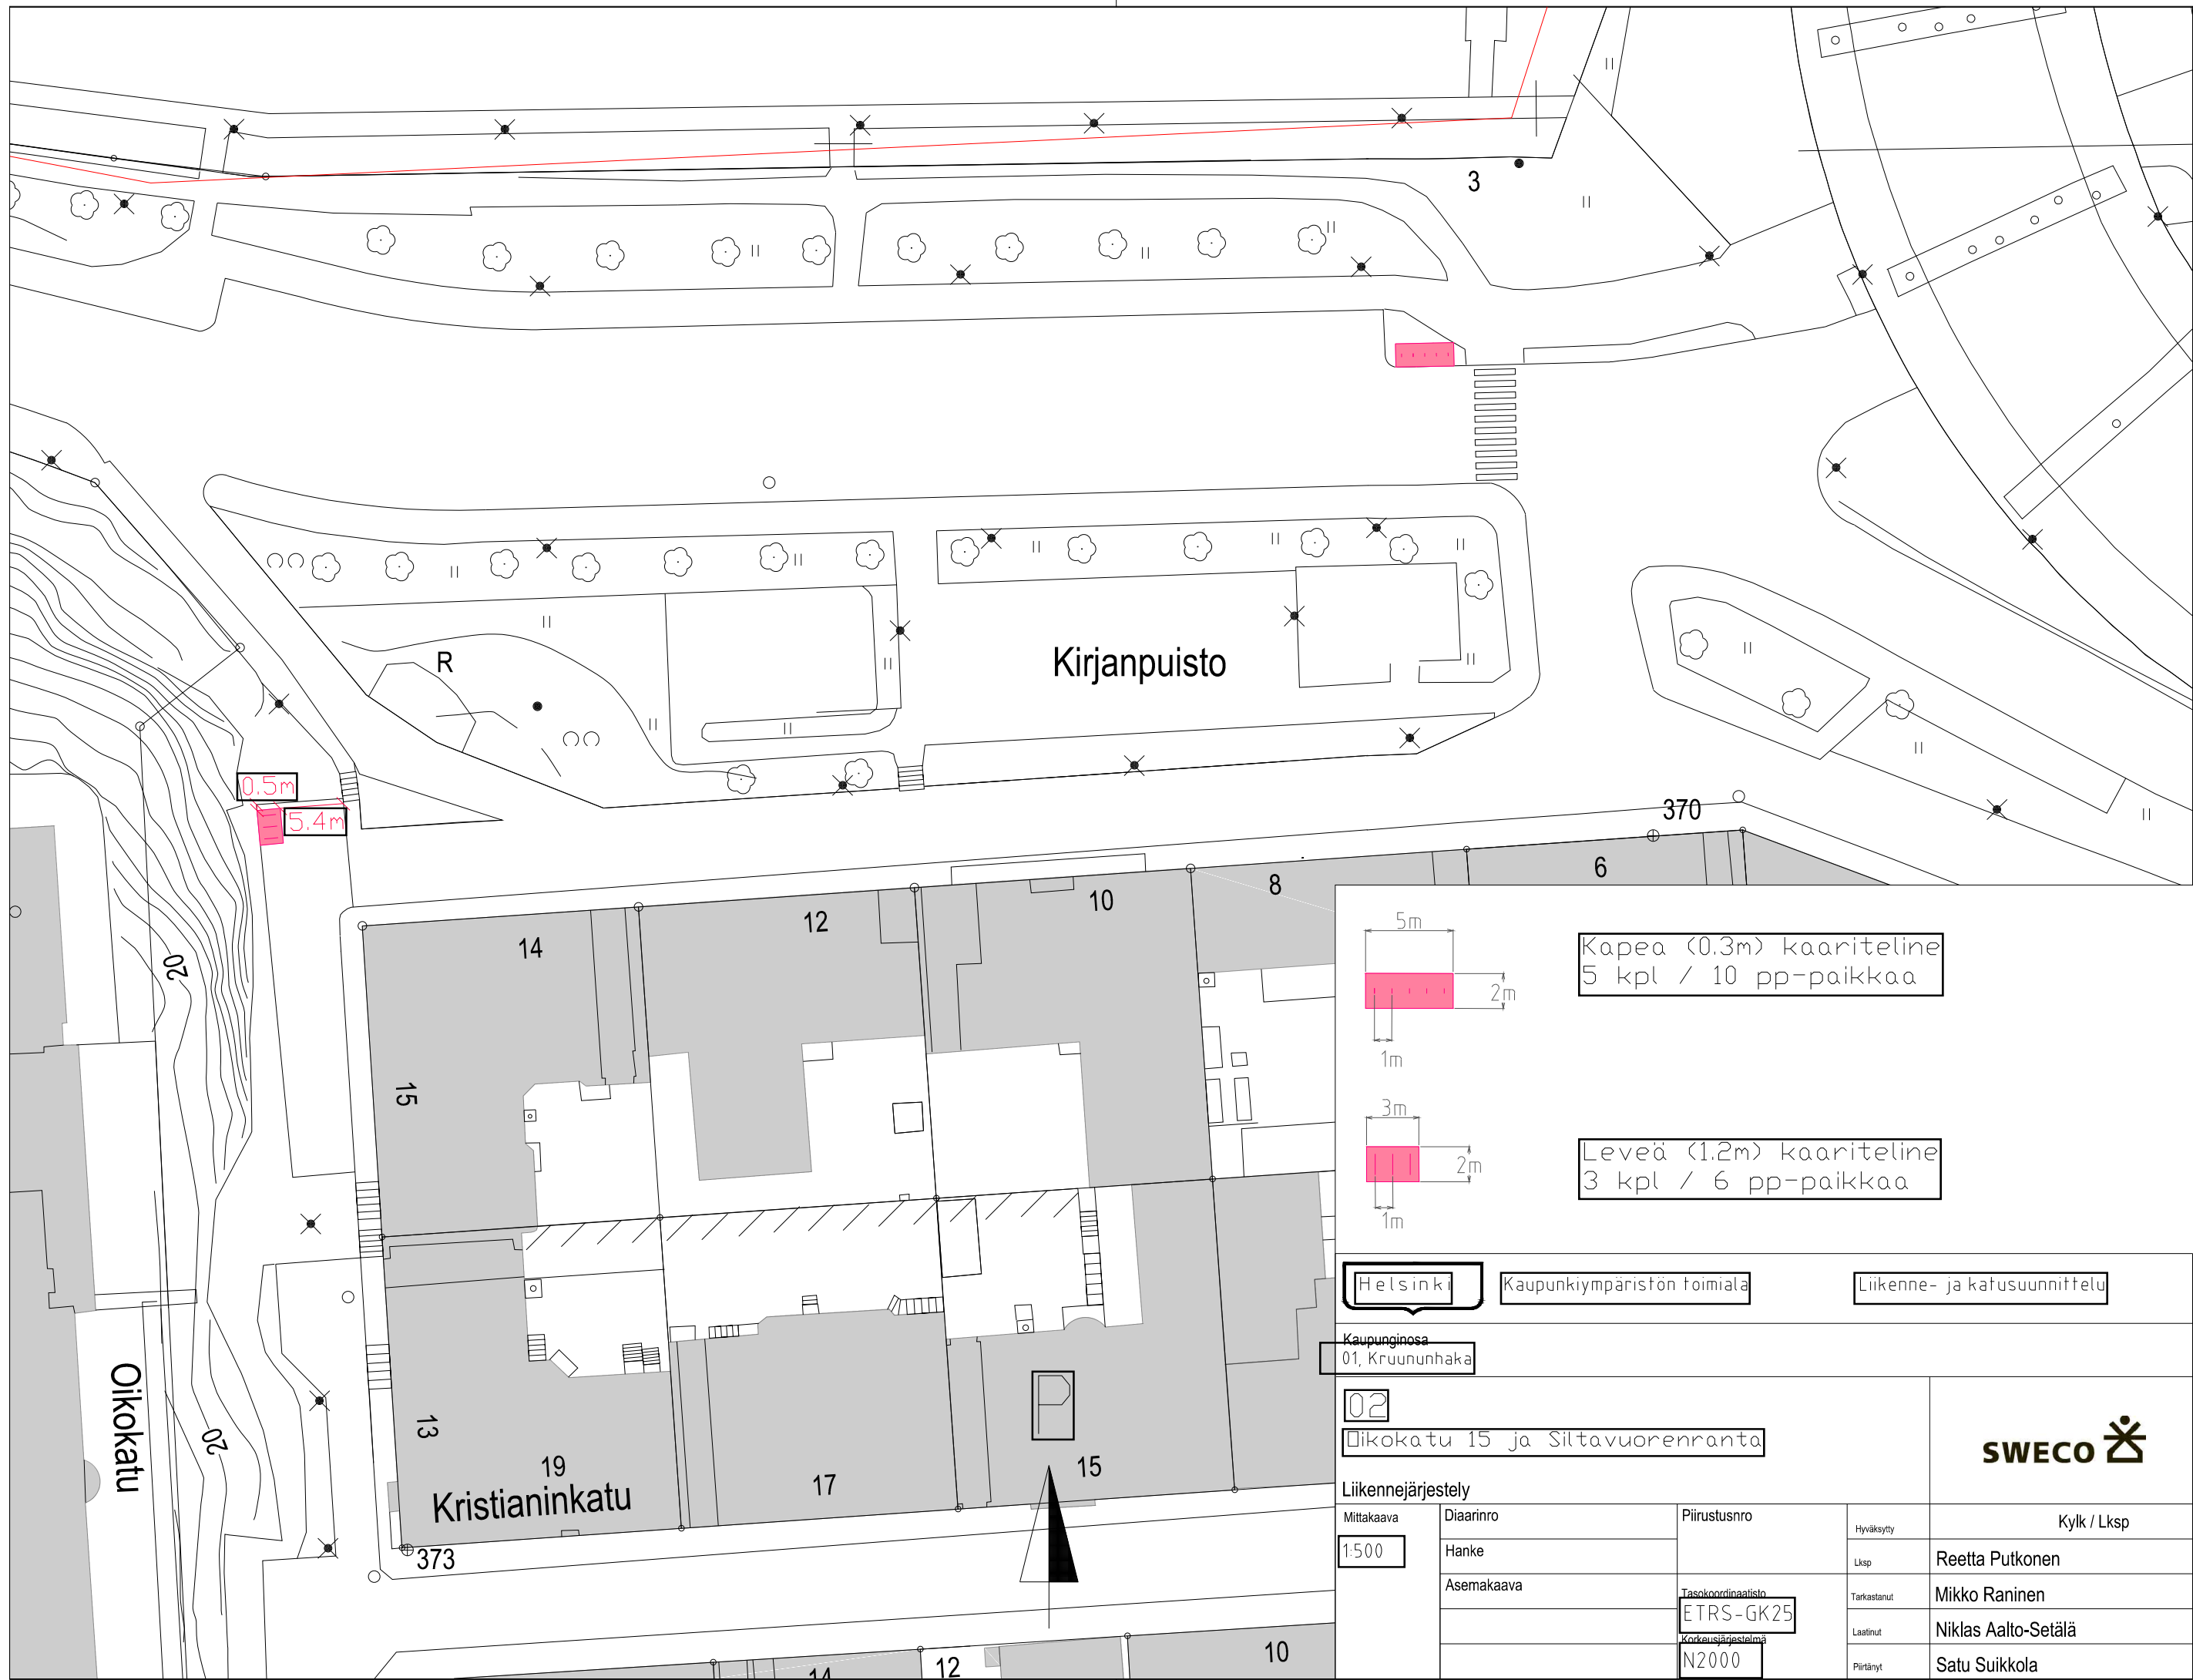 3
R
Kirjanpuisto
0.5m
5.4m
370
6
8
10
12
14
20
15
5m
2m
1m
Kapea (0.3m) kaariteline
5 kpl / 10 pp-paikkaa
3m
2m
1m
Leveä (1.2m) kaariteline
3 kpl / 6 pp-paikkaa
Helsinki
Kaupunkiympäristön toimiala
Liikenne- ja katusuunnittelu
Kaupunginosa
01, Kruununhaka
02
Oikokatu 15 ja Siltavuorenranta
SWECO
Liikennejärjestely
Oikokatu
20
13
19
Kristianinkatu
17
P
15
373
14
12
10
Mittakaava
1:500
Diaarinro
Hanke
Asemakaava
Piirustusnro
Tasokoordinaatisto
ETRS-GK25
Korkeusjärjestelmä
N2000
Hyväksytty
Kylk / Lksp
Lksp
Reetta Putkonen
Tarkastanut
Mikko Raninen
Laatinut
Niklas Aalto-Setälä
Piirtänyt
Satu Suikkola